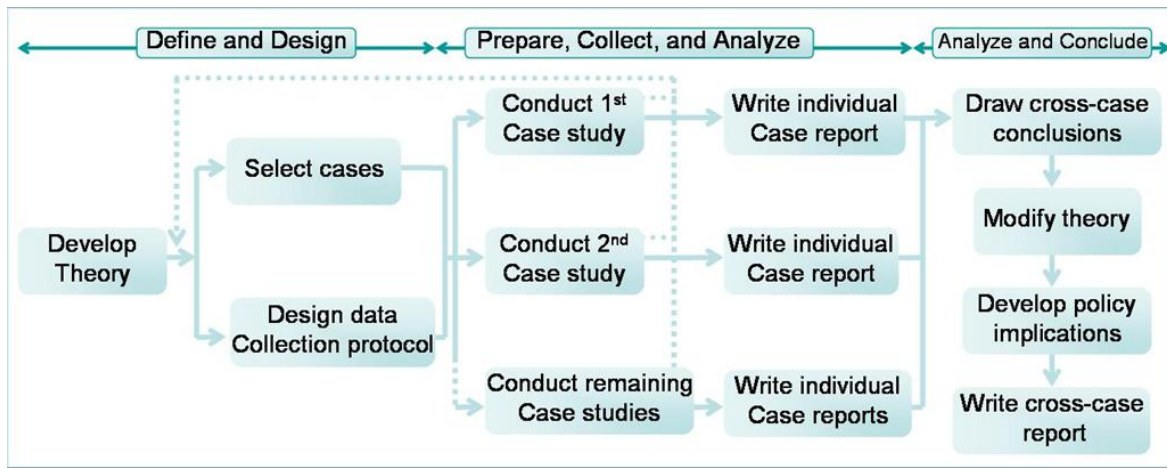 Define and Design
Prepare, Collect, and Analyze
Analyze and Conclude
Develop
Theory
Select cases
Design data
Collection protocol
Conduct 1st
Case study
Conduct 2nd
Case study
Conduct remaining
Case studies
Write individual
Case report
Write individual
Case report
Write individual
Case reports
Draw cross-case
conclusions
Modify theory
Develop policy
implications
Write cross-case
report